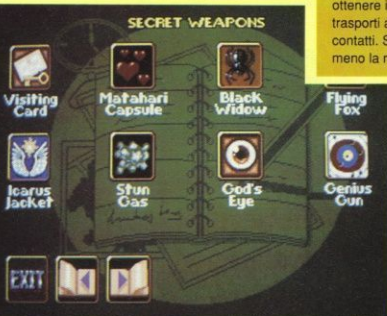 ottenere i
trasporti a
contatti. S
meno la r
SECRET WEAPONS
Visiting Card
Matahari Capsule
Black Widow
Flying Fox
Icarus Jacket
Stun Gas
God's Eye
Genius Gun
EXIT